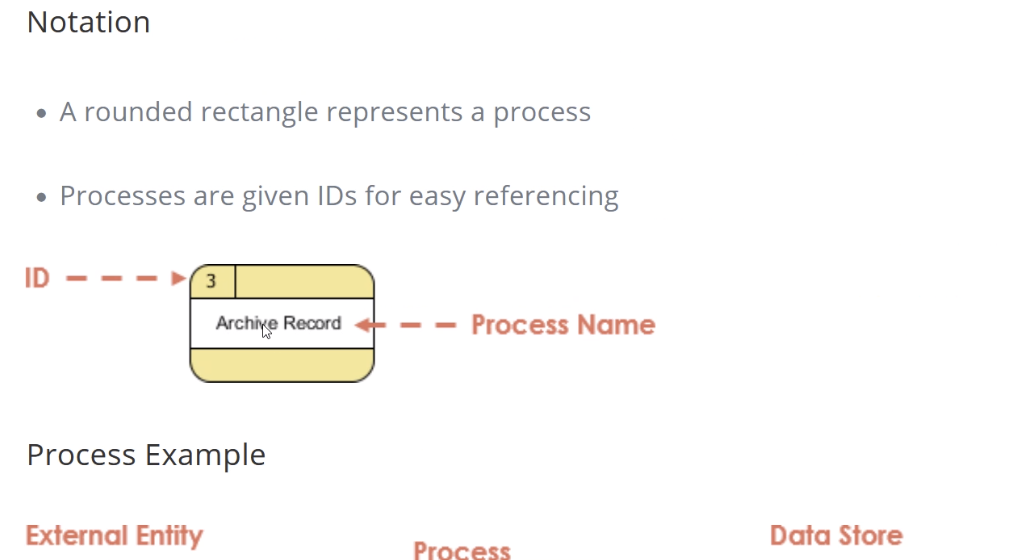 Notation
• A rounded rectangle represents a process
• Processes are given IDs for easy referencing
ID
3
Archive Record
Process Name
Process Example
External Entity
Process
Data Store